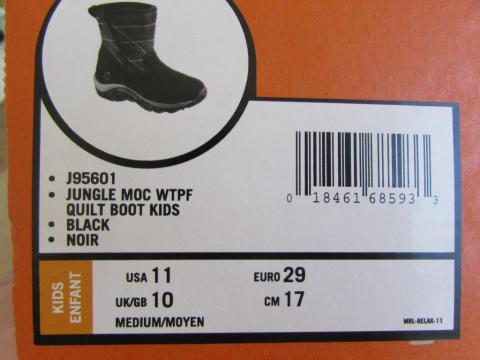 J95601
JUNGLE MOC WTPF
QUILT BOOT KIDS
BLACK
NOIR
0 18461 68593 3
KIDS
ENFANT
USA 11
EURO 29
UK/GB 10
CM 17
MEDIUM/MOYEN
MRL-BELAK-11